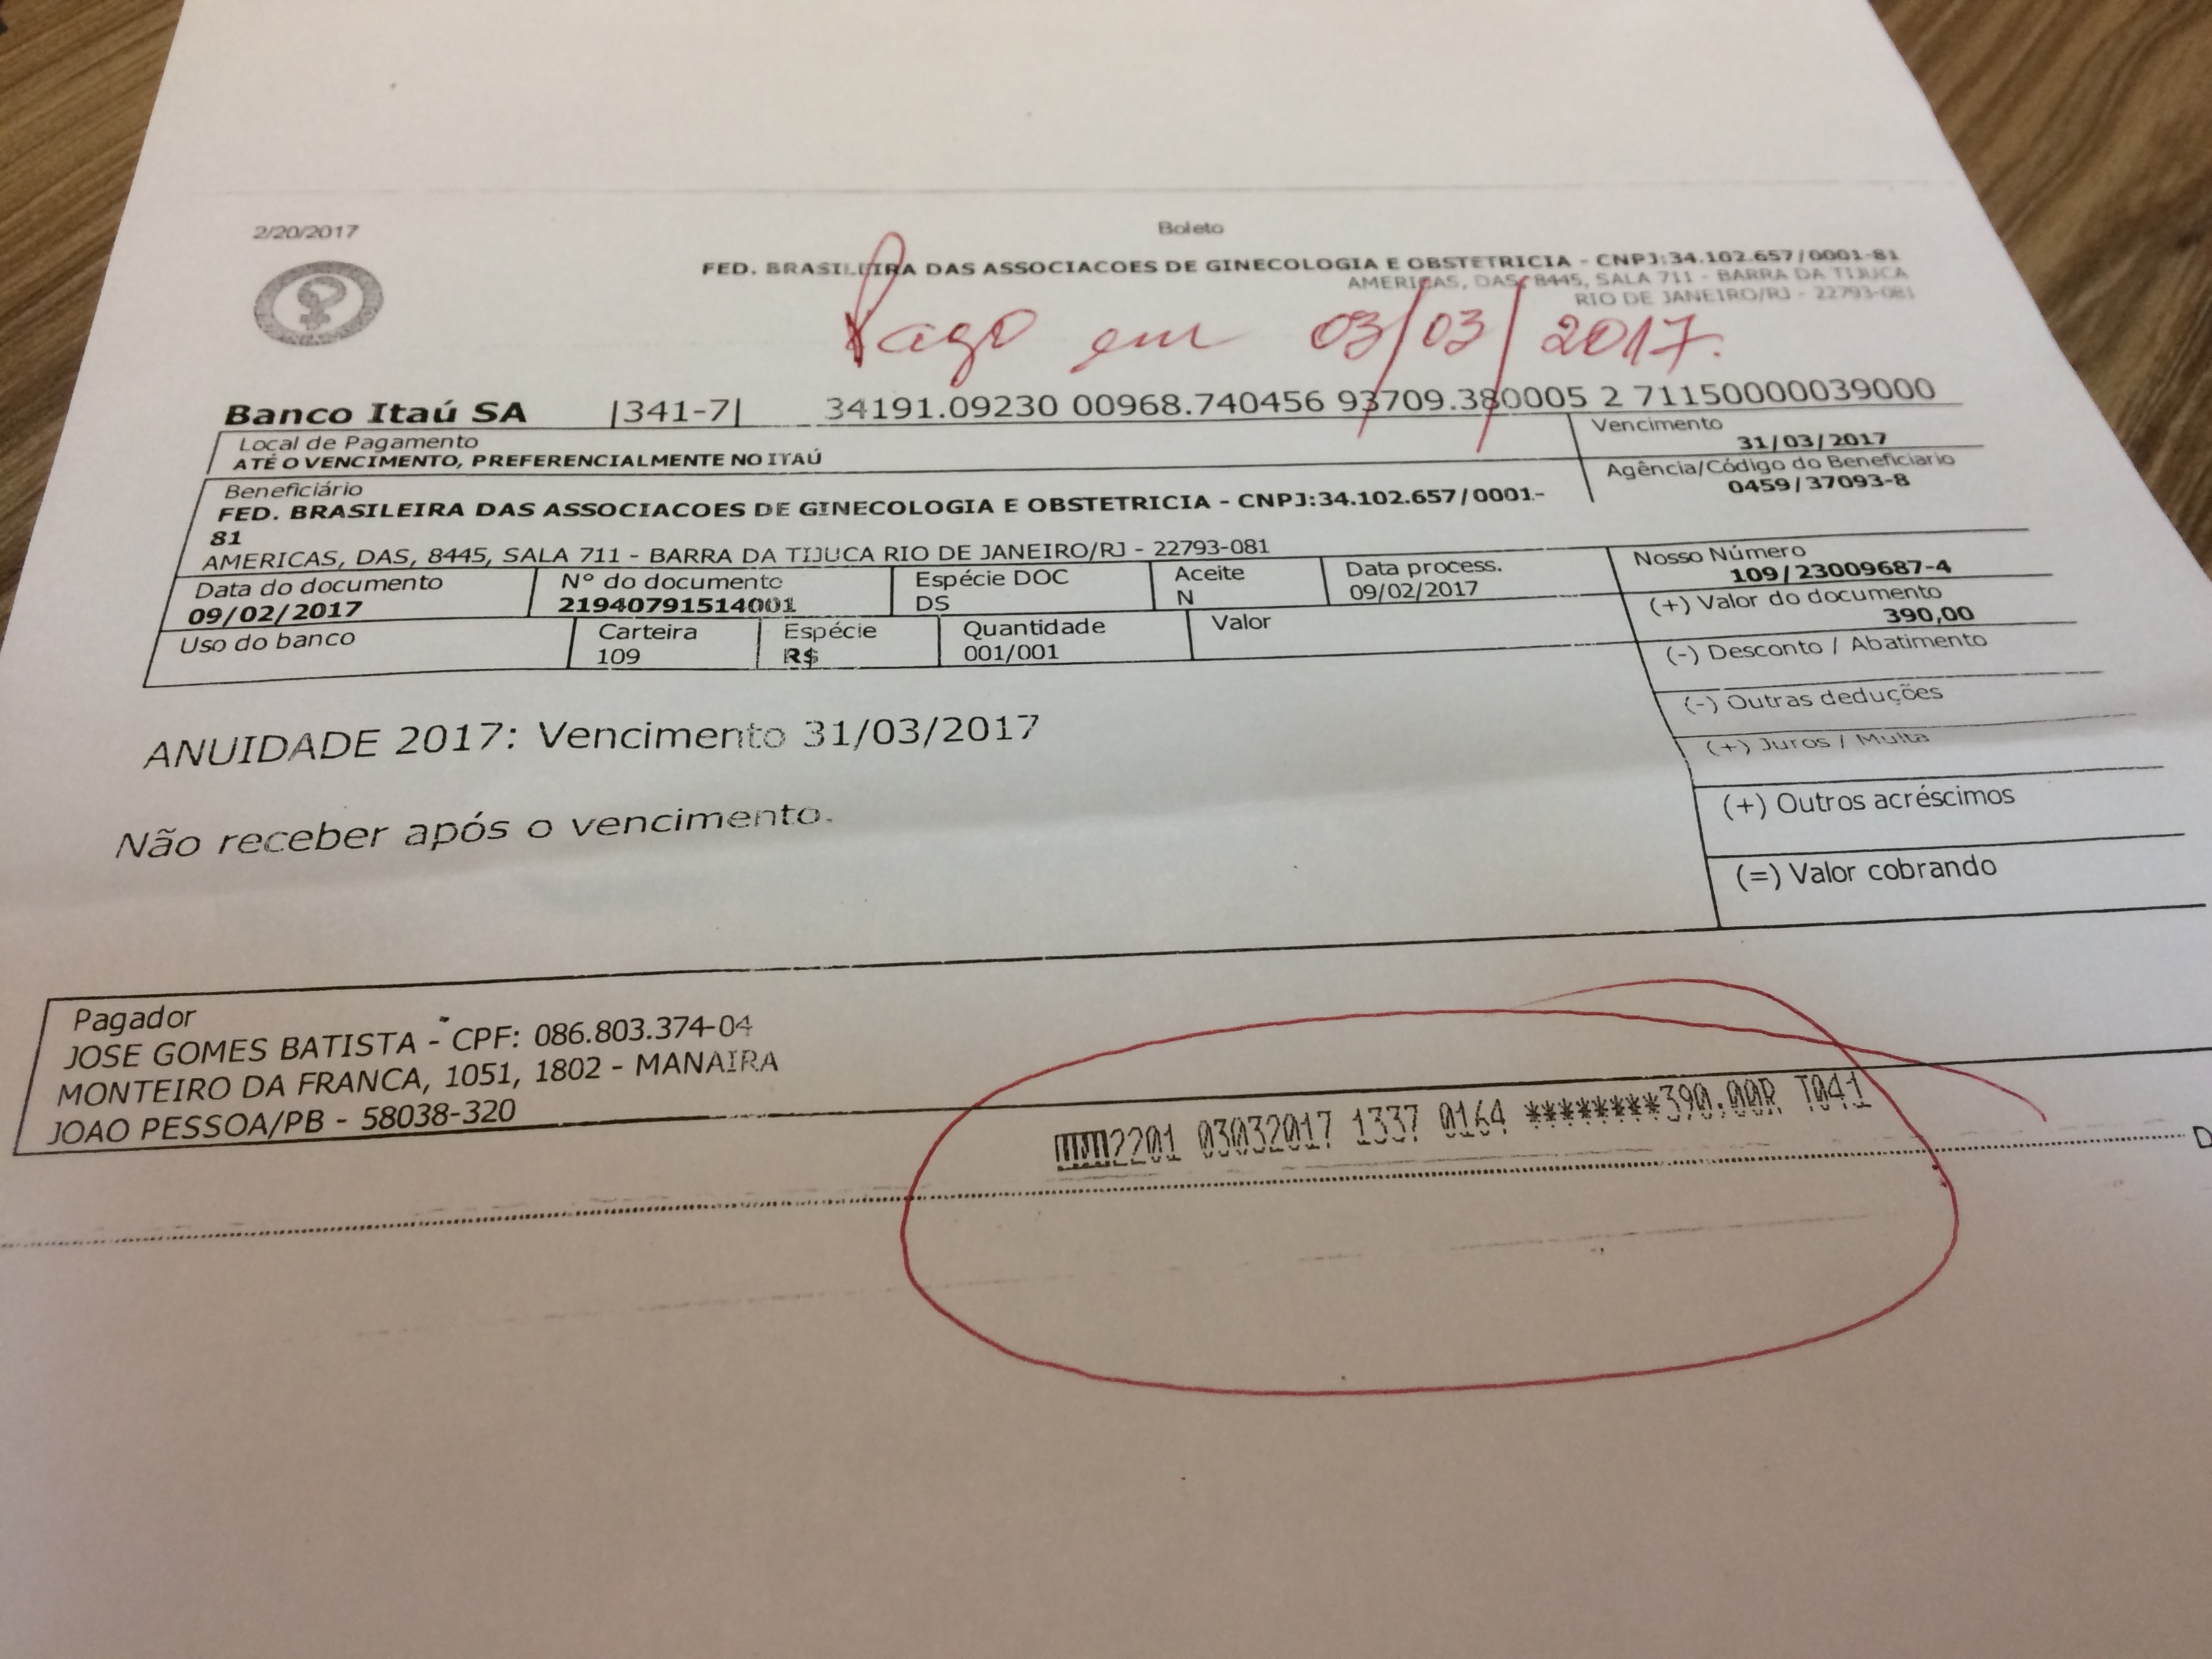 2/20/2017
Boleto
FED. BRASILEIRA DAS ASSOCIACOES DE GINECOLOGIA E OBSTETRICIA - CNPJ:34.102.657/0001-81
AMERICAS, DAS, 8445, SALA 711 - BARRA DA TIJUCA
RIO DE JANEIRO/RJ - 22793-081
Pago em 03/03/2017.
Banco Itaú SA |341-7| 34191.09230 00968.740456 93709.380005 2 71150000039000
Local de Pagamento
ATÉ O VENCIMENTO, PREFERENCIALMENTE NO ITAÚ
Vencimento
31/03/2017
Beneficiário
FED. BRASILEIRA DAS ASSOCIACOES DE GINECOLOGIA E OBSTETRICIA - CNPJ:34.102.657/0001-
81
AMERICAS, DAS, 8445, SALA 711 - BARRA DA TIJUCA RIO DE JANEIRO/RJ - 22793-081
Agência/Código do Beneficiario
0459/37093-8
Data do documento
09/02/2017
Nº do documento
21940791514001
Espécie DOC
DS
Aceite
N
Data process.
09/02/2017
Nosso Número
109/23009687-4
Uso do banco
Carteira
109
Espécie
R$
Quantidade
001/001
Valor
(+) Valor do documento
390,00
(-) Desconto / Abatimento
(-) Outras deduções
(+) Juros / Multa
(+) Outros acréscimos
(=) Valor cobrando
ANUIDADE 2017: Vencimento 31/03/2017
Não receber após o vencimento.
Pagador
JOSE GOMES BATISTA - CPF: 086.803.374-04
MONTEIRO DA FRANCA, 1051, 1802 - MANAIRA
JOAO PESSOA/PB - 58038-320
2201 03032017 1337 0164 ********390.00R T041
D